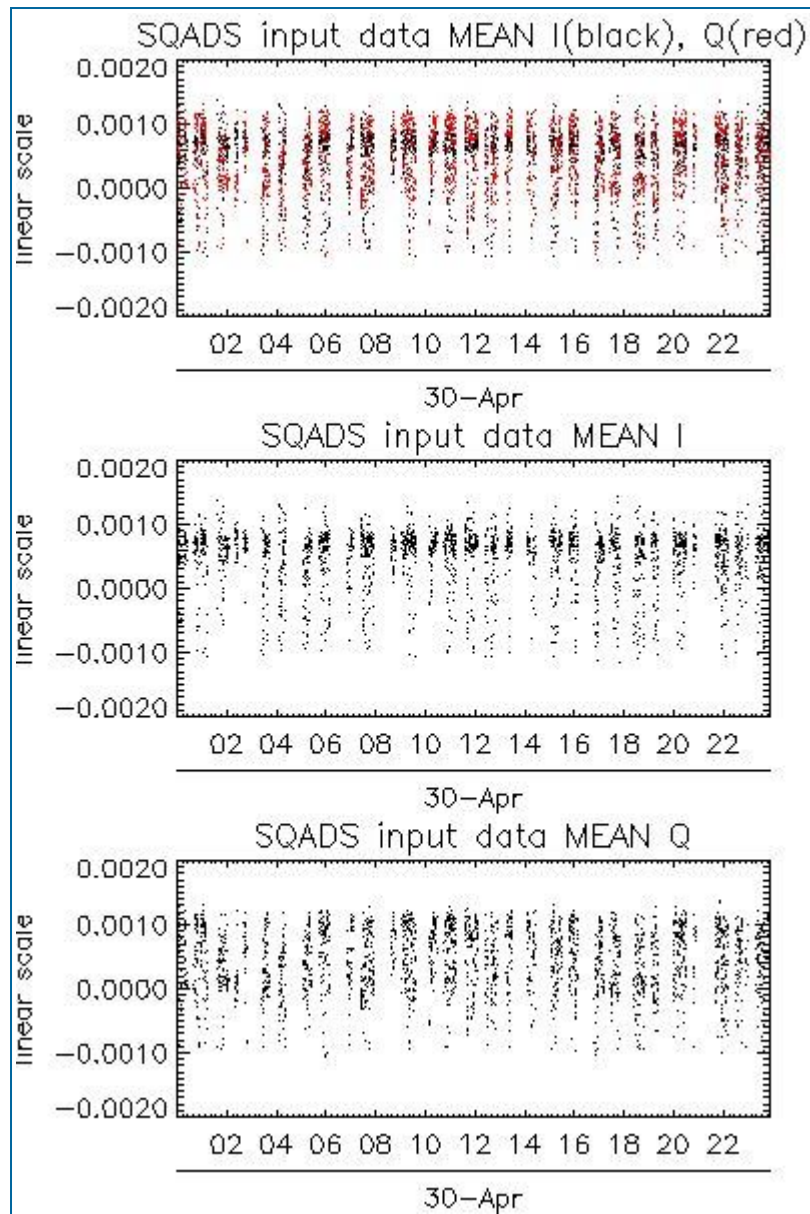 SQADS input data MEAN I(black), Q(red)
0.0020
0.0010
0.0000
−0.0010
−0.0020
linear scale
02 04 06 08 10 12 14 16 18 20 22
30−Apr
SQADS input data MEAN I
0.0020
0.0010
0.0000
−0.0010
−0.0020
linear scale
02 04 06 08 10 12 14 16 18 20 22
30−Apr
SQADS input data MEAN Q
0.0020
0.0010
0.0000
−0.0010
−0.0020
linear scale
02 04 06 08 10 12 14 16 18 20 22
30−Apr